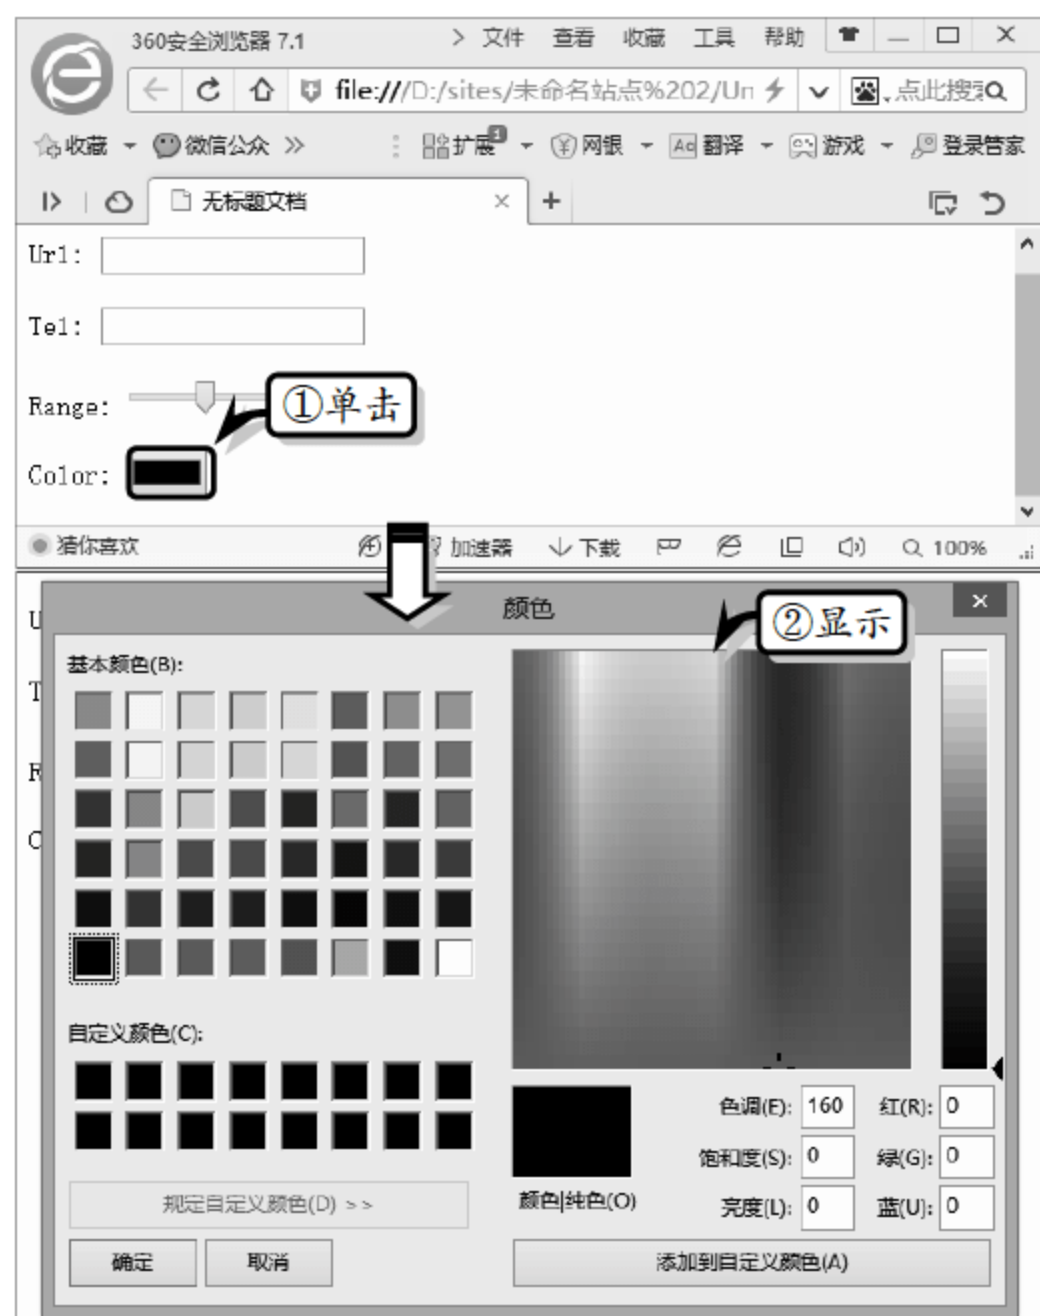 360安全浏览器 7.1 > 文件 查看 收藏 工具 帮助
file:///D:/sites/未命名站点%202/Un 点此搜索
收藏 微信公众 >> 扩展 1 网银 Aa 翻译 游戏 登录管家
无标题文档
Url:
Tel:
Range:
①单击
Color:
猜你喜欢 加速器 下载 100%
颜色
②显示
基本颜色(B):
自定义颜色(C):
色调(E): 160 红(R): 0
饱和度(S): 0 绿(G): 0
颜色|纯色(O) 亮度(L): 0 蓝(U): 0
规定自定义颜色(D) >>
确定 取消 添加到自定义颜色(A)